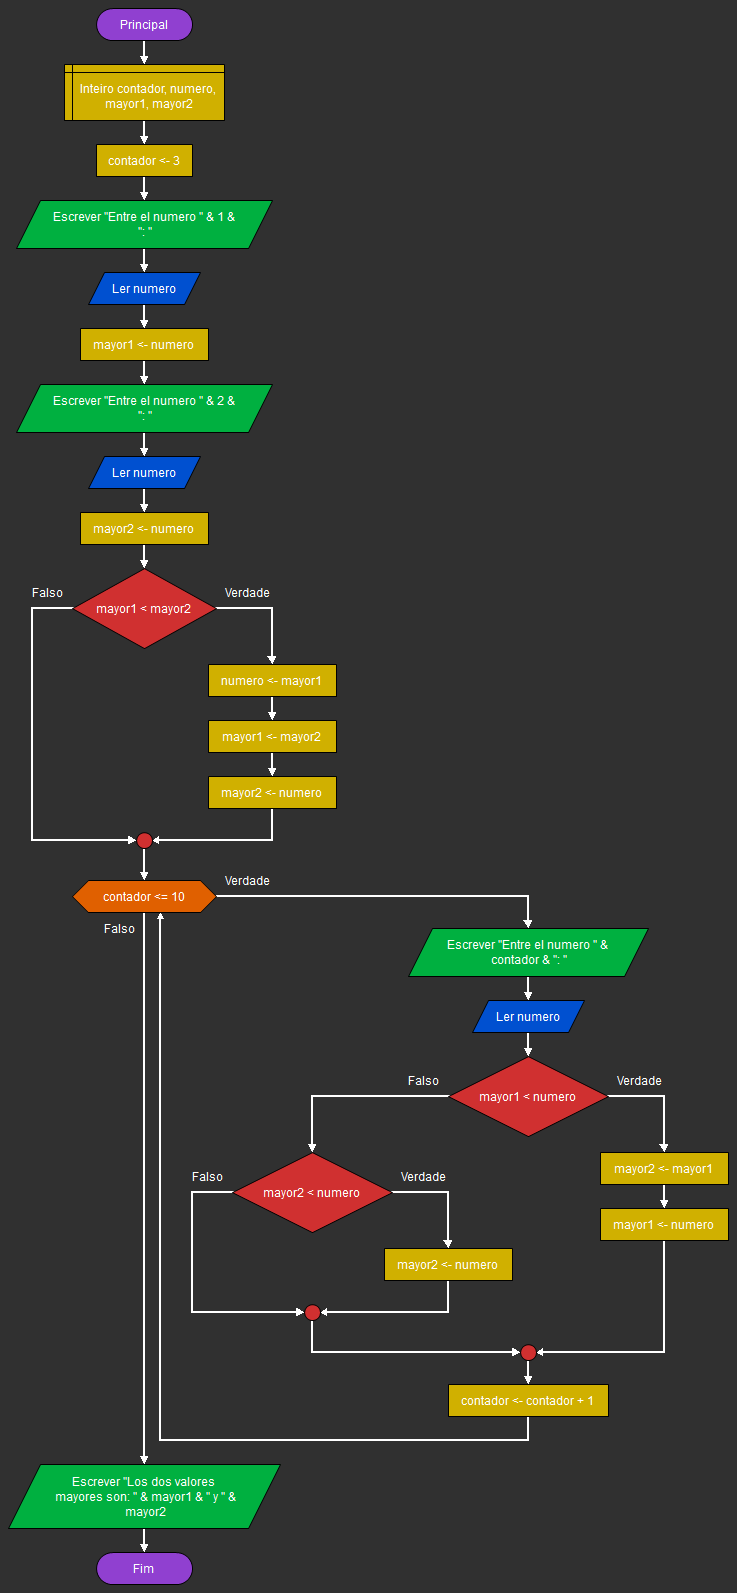 Principal
Inteiro contador, numero,
mayor1, mayor2
contador <- 3
Escrever "Entre el numero " & 1 &
": "
Ler numero
mayor1 <- numero
Escrever "Entre el numero " & 2 &
": "
Ler numero
mayor2 <- numero
Falso
Verdade
mayor1 < mayor2
numero <- mayor1
mayor1 <- mayor2
mayor2 <- numero
Verdade
contador <= 10
Falso
Escrever "Entre el numero " &
contador & ": "
Ler numero
Falso
Verdade
mayor1 < numero
mayor2 <- mayor1
mayor1 <- numero
Falso
Verdade
mayor2 < numero
mayor2 <- numero
contador <- contador + 1
Escrever "Los dos valores
mayores son: " & mayor1 & " y " &
mayor2
Fim